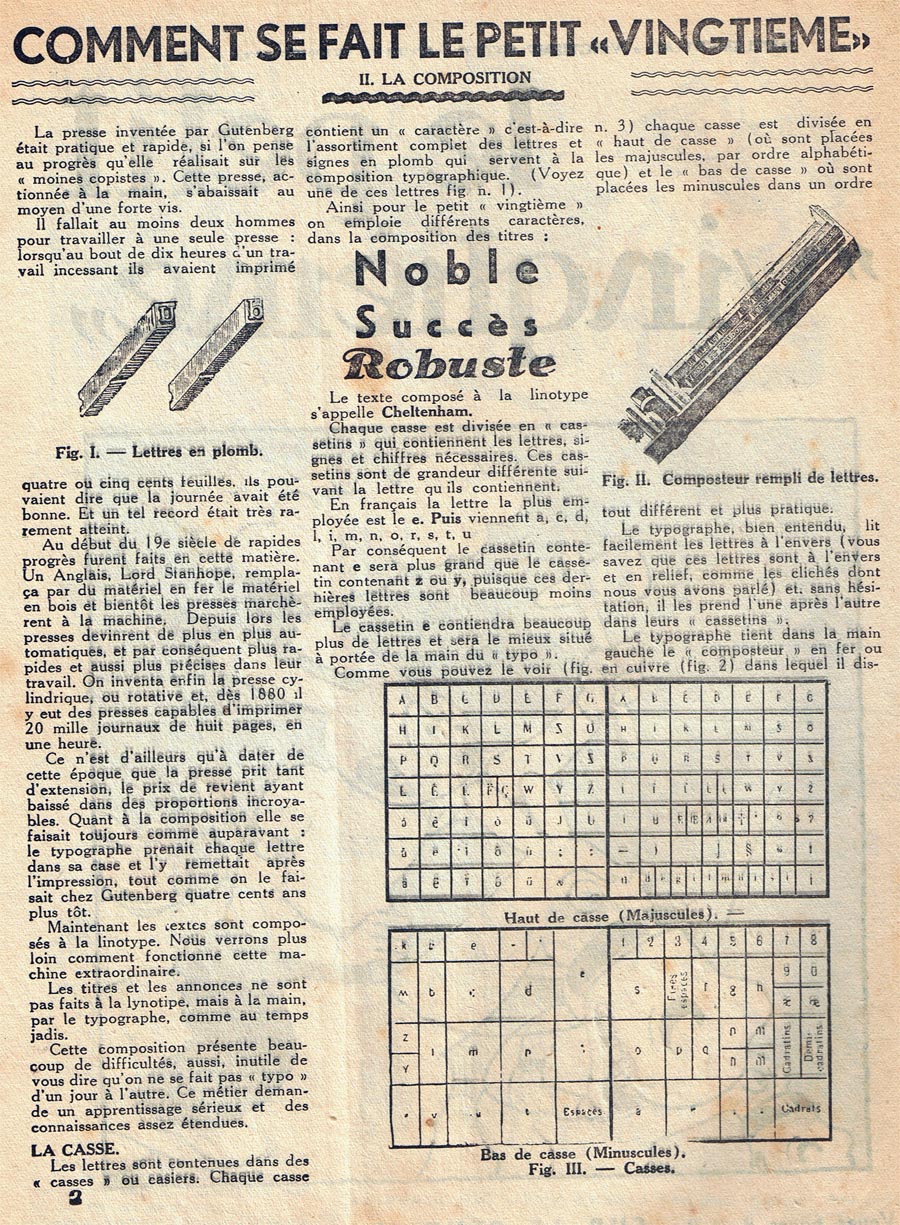 COMMENT SE FAIT LE PETIT «VINGTIEME»
II. LA COMPOSITION
La presse inventée par Gutenberg
était pratique et rapide, si l'on pense
au progrès qu'elle réalisait sur les
« moines copistes ». Cette presse, ac-
tionnée à la main, s'abaissait au
moyen d'une forte vis.
Il fallait au moins deux hommes
pour travailler à une seule presse :
lorsqu'au bout de dix heures d'un tra-
vail incessant ils avaient imprimé
Fig. I. — Lettres en plomb.
quatre ou cinq cents feuilles, ils pou-
vaient dire que la journée avait été
bonne. Et un tel record était très ra-
rement atteint.
Au début du 19e siècle de rapides
progrès furent faits en cette matière.
Un Anglais, Lord Stanhope, rempla-
ça par du matériel en fer le matériel
en bois et bientôt les presses marchè-
rent à la machine. Depuis lors les
presses devinrent de plus en plus au-
tomatiques, et par conséquent plus ra-
pides et aussi plus précises dans leur
travail. On inventa enfin la presse cy-
lindrique, ou rotative et, dès 1880 il
y eut des presses capables d'imprimer
20 mille journaux de huit pages, en
une heure.
Ce n'est d'ailleurs qu'à dater de
cette époque que la presse prit tant
d'extension, le prix de revient ayant
baissé dans des proportions incroya-
bles. Quant à la composition elle se
faisait toujours comme auparavant :
le typographe prenait chaque lettre
dans sa case et l'y remettait après
l'impression, tout comme on le fai-
sait chez Gutenberg quatre cents ans
plus tôt.
Maintenant les textes sont compo-
sés à la linotype. Nous verrons plus
loin comment fonctionne cette ma-
chine extraordinaire.
Les titres et les annonces ne sont
pas faits à la lynotipe, mais à la main,
par le typographe, comme au temps
jadis.
Cette composition présente beau-
coup de difficultés, aussi, inutile de
vous dire qu'on ne se fait pas « typo »
d'un jour à l'autre. Ce métier deman-
de un apprentissage sérieux et des
connaissances assez étendues.
LA CASSE.
Les lettres sont contenues dans des
« casses » ou casiers. Chaque casse
2
contient un « caractère » c'est-à-dire
l'assortiment complet des lettres et
signes en plomb qui servent à la
composition typographique. (Voyez
une de ces lettres fig. n. 1).
Ainsi pour le petit « vingtième »
on emploie différents caractères,
dans la composition des titres :
Noble
Succès
Robuste
Le texte composé à la linotype
s'appelle Cheltenham.
Chaque casse est divisée en « cas-
setins » qui contiennent les lettres, si-
gnes et chiffres nécessaires. Ces cas-
setins sont de grandeur différente sui-
vant la lettre qu'ils contiennent.
En français la lettre la plus em-
ployée est le e. Puis viennent a, c, d,
l, i, m, n, o, r, s, t, u
Par conséquent le cassetin conte-
nant e sera plus grand que le casse-
tin contenant z ou y, puisque ces der-
nières lettres sont beaucoup moins
employées.
Le cassetin e contiendra beaucoup
plus de lettres et sera le mieux situé
à portée de la main du « typo ».
Comme vous pouvez le voir (fig.
n. 3) chaque casse est divisée en
« haut de casse » (où sont placées
les majuscules, par ordre alphabéti-
que) et le « bas de casse » où sont
placées les minuscules dans un ordre
Fig. II. Composteur rempli de lettres.
tout différent et plus pratique.
Le typographe, bien entendu, lit
facilement les lettres à l'envers (vous
savez que ces lettres sont à l'envers
et en relief, comme les clichés dont
nous vous avons parlé) et, sans hési-
tation, il les prend l'une après l'autre
dans leurs « cassetins ».
Le typographe tient dans la main
gauche le « composteur » en fer ou
en cuivre (fig. 2) dans lequel il dis-
A B C D E F G
H I K L M N O
P Q R S T V X
Haut de casse (Majuscules). —
1 2 3 4 5 6 7 8
Fines espaces
Cadratins
Demi-cadratins
Espaces
Cadrats
Bas de casse (Minuscules).
Fig. III. — Casses.